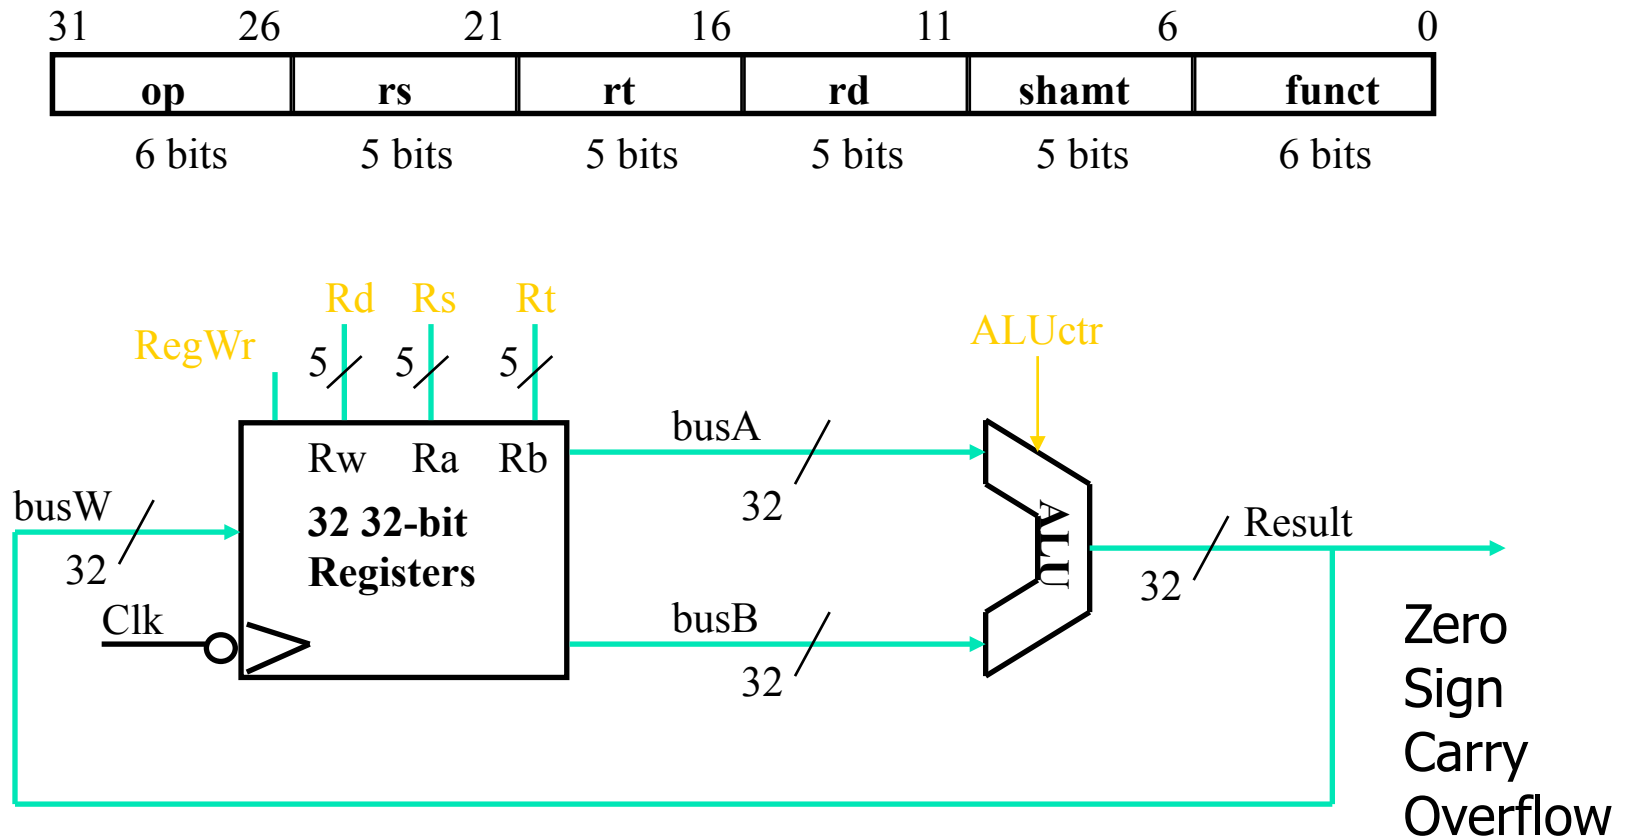 31 26 21 16 11 6 0
op rs rt rd shamt funct
6 bits 5 bits 5 bits 5 bits 5 bits 6 bits
Rd Rs Rt
RegWr ALUctr
5 5 5
busA
Rw Ra Rb
busW 32 32-bit 32 ALU Result
32 Registers 32
Clk busB
32
Zero
Sign
Carry
Overflow